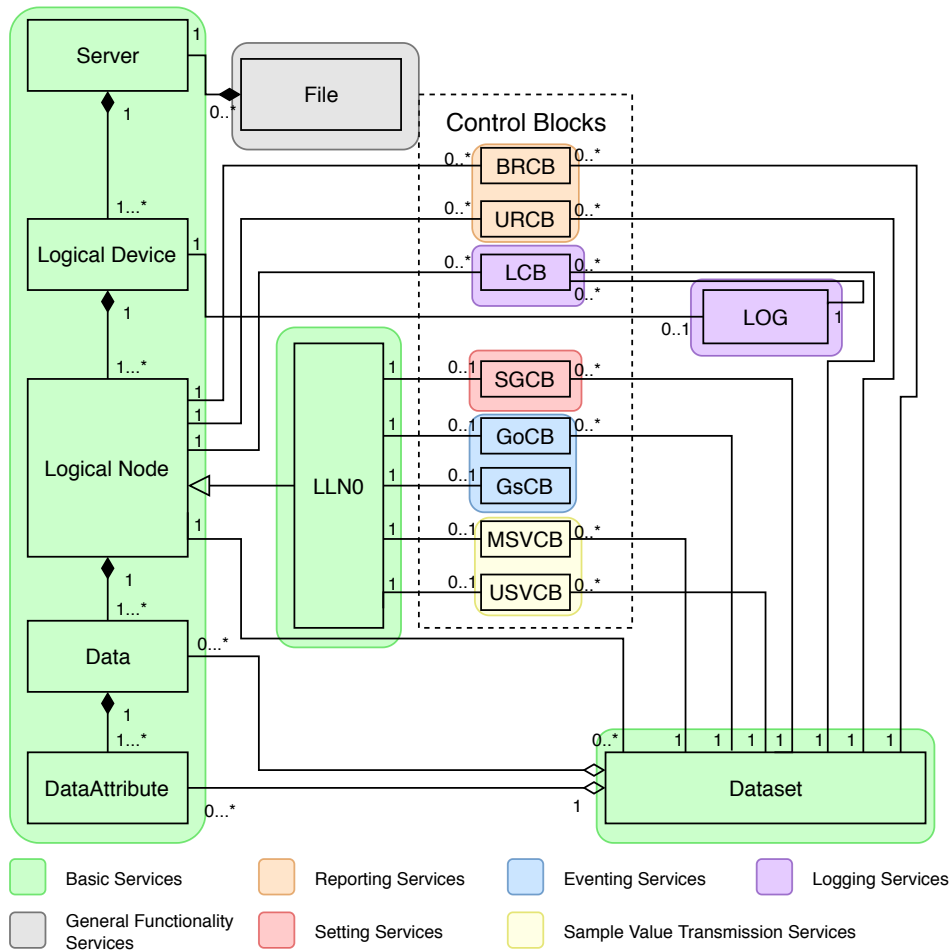 Server
1
File
0..*
1
Control Blocks
0..*
BRCB
0..*
1...*
0..*
URCB
0..*
Logical Device
1
0..*
LCB
0..*
0..*
LOG
1
0..1
1
1...*
1
0..1
SGCB
0..*
1
1
1
0..1
GoCB
0..*
1
Logical Node
LLN0
1
0..1
GsCB
1
1
0..1
MSVCB
0..*
1
1
0..1
USVCB
0..*
1...*
Data
0...*
1
1...*
0..*
1
1
1
1
1
1
1
DataAttribute
0...*
1
Dataset
Basic Services
Reporting Services
Eventing Services
Logging Services
General Functionality
Services
Setting Services
Sample Value Transmission Services